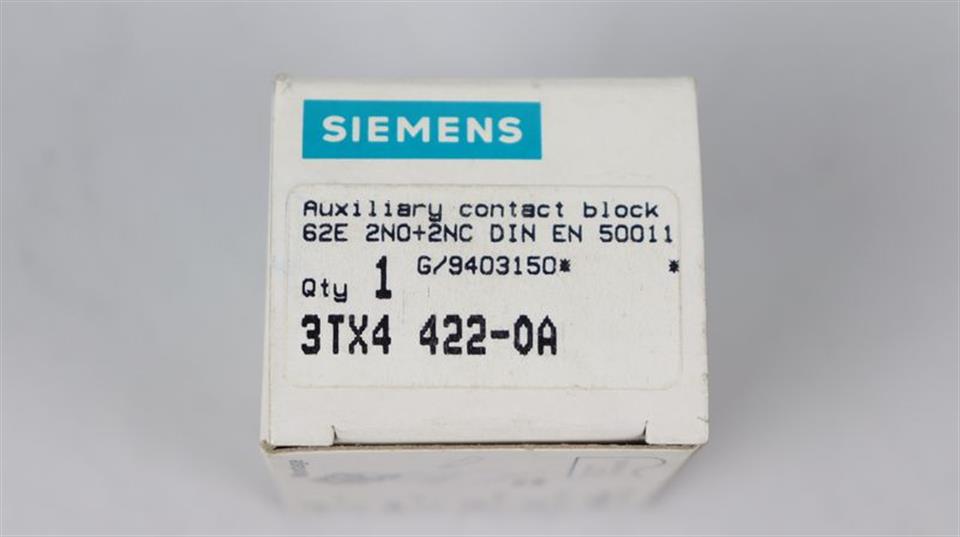 SIEMENS
Auxiliary contact block
62E 2NO+2NC DIN EN 50011
G/9403150* *
Qty 1
3TX4 422-0A